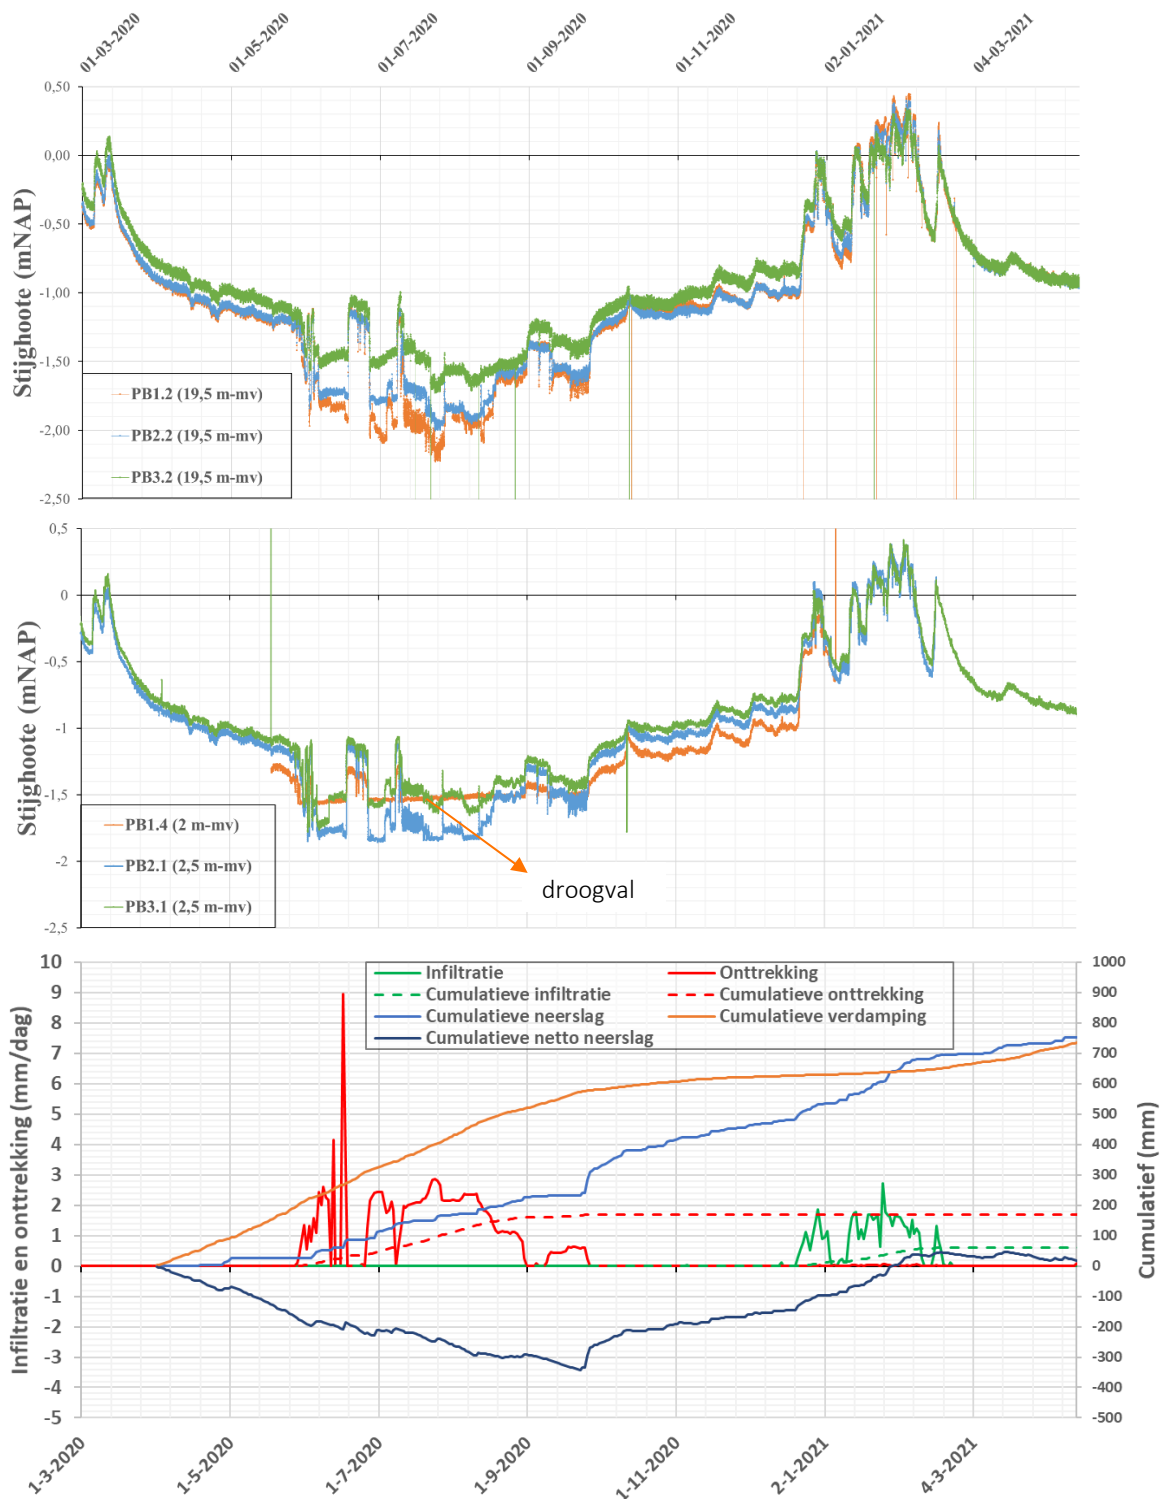 01-03-2020 01-05-2020 01-07-2020 01-09-2020 01-11-2020 02-01-2021 04-03-2021
0,50
0,00
-0,50
-1,00
-1,50
-2,00
-2,50
Stijghoote (mNAP)
PB1.2 (19,5 m-mv)
PB2.2 (19,5 m-mv)
PB3.2 (19,5 m-mv)
0,5
0
-0,5
-1
-1,5
-2
-2,5
Stijghoote (mNAP)
PB1.4 (2 m-mv)
PB2.1 (2,5 m-mv)
PB3.1 (2,5 m-mv)
droogval
10
9
8
7
6
5
4
3
2
1
0
-1
-2
-3
-4
-5
Infiltratie en onttrekking (mm/dag)
Infiltratie Onttrekking
Cumulatieve infiltratie Cumulatieve onttrekking
Cumulatieve neerslag Cumulatieve verdamping
Cumulatieve netto neerslag
1000
900
800
700
600
500
400
300
200
100
0
-100
-200
-300
-400
-500
Cumulatief (mm)
1-3-2020 1-5-2020 1-7-2020 1-9-2020 1-11-2020 2-1-2021 4-3-2021